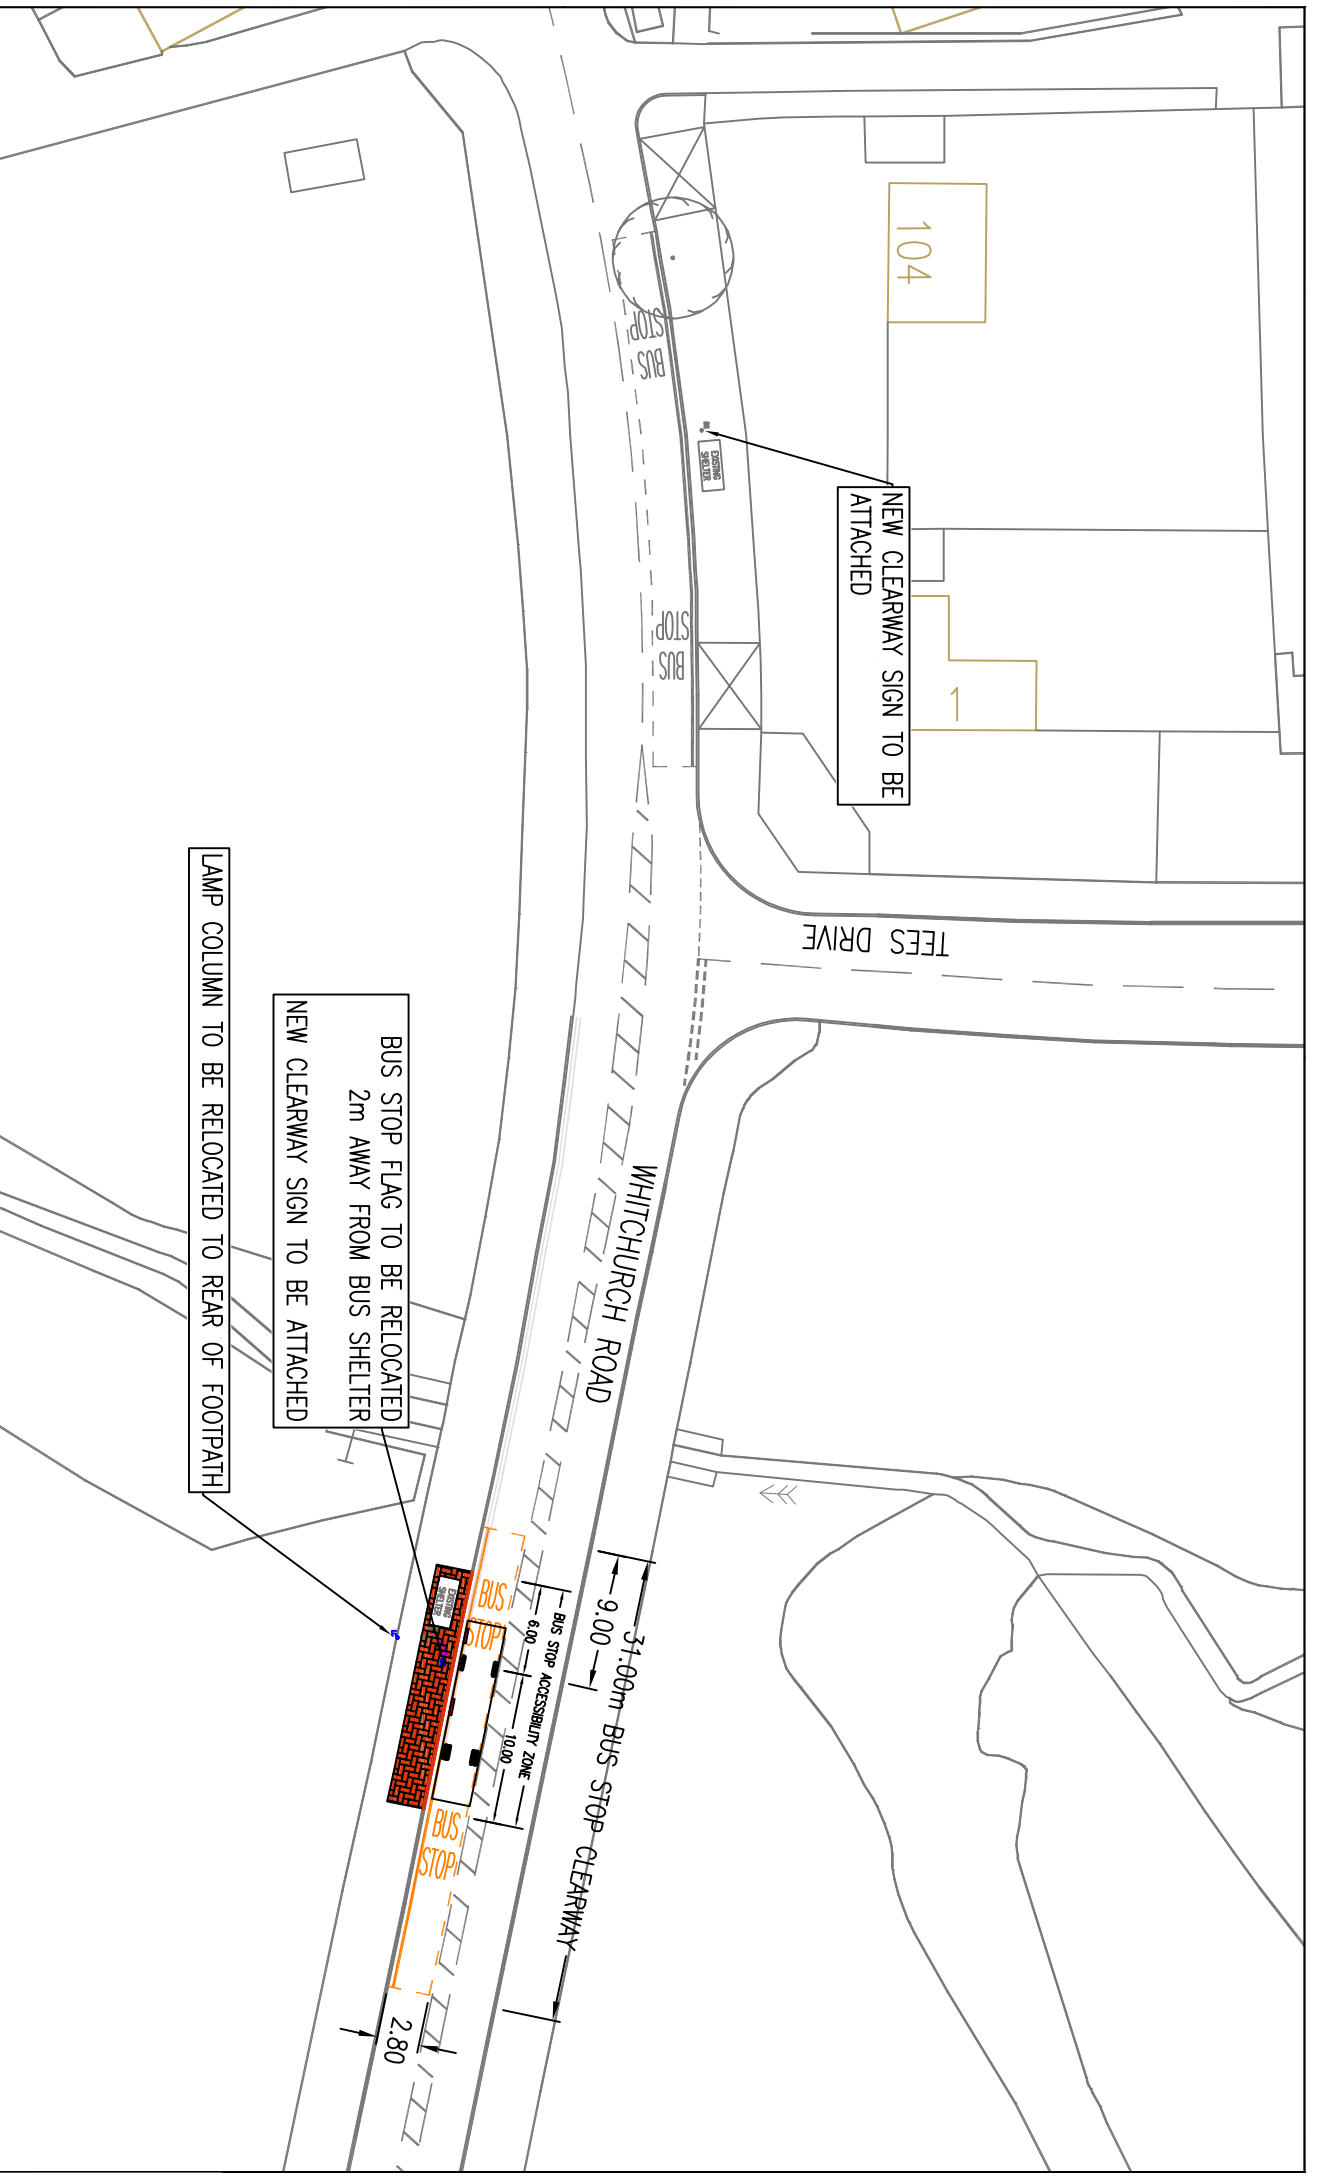 104
1
NEW CLEARWAY SIGN TO BE
ATTACHED
EXISTING
SHELTER
BUS
STOP
BUS
STOP
TEES DRIVE
WHITCHURCH ROAD
LAMP COLUMN TO BE RELOCATED TO REAR OF FOOTPATH
BUS STOP FLAG TO BE RELOCATED
2m AWAY FROM BUS SHELTER
NEW CLEARWAY SIGN TO BE ATTACHED
31.00m BUS STOP CLEARWAY
9.00
BUS STOP ACCESSIBILITY ZONE
6.00
10.00
BUS
STOP
EXISTING
SHELTER
BUS
STOP
2.80